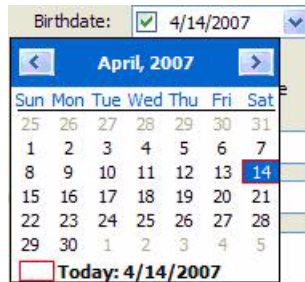 Birthdate: 4/14/2007
April, 2007
Sun Mon Tue Wed Thu Fri Sat
25 26 27 28 29 30 31
1 2 3 4 5 6 7
8 9 10 11 12 13 14
15 16 17 18 19 20 21
22 23 24 25 26 27 28
29 30 1 2 3 4 5
Today: 4/14/2007